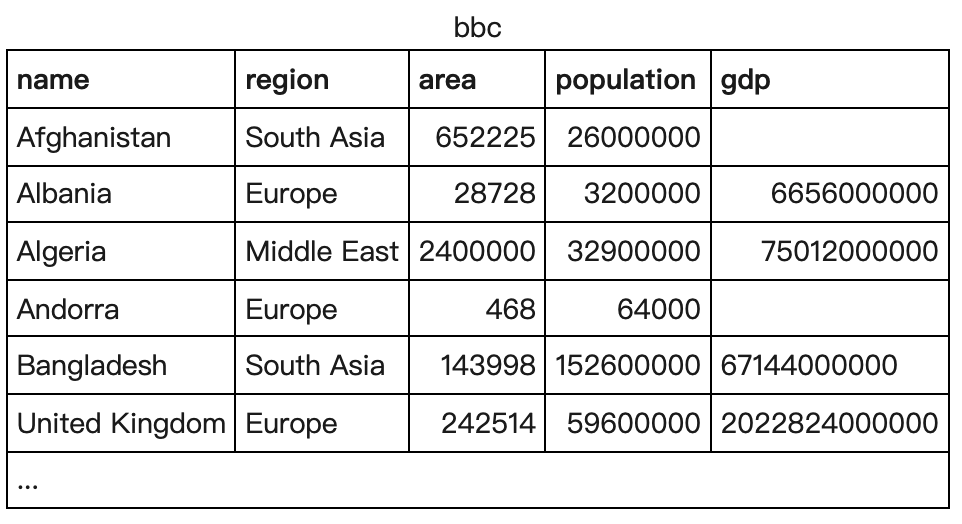 bbc
name region area population gdp
Afghanistan South Asia 652225 26000000
Albania Europe 28728 3200000 6656000000
Algeria Middle East 2400000 32900000 75012000000
Andorra Europe 468 64000
Bangladesh South Asia 143998 152600000 67144000000
United Kingdom Europe 242514 59600000 2022824000000
...